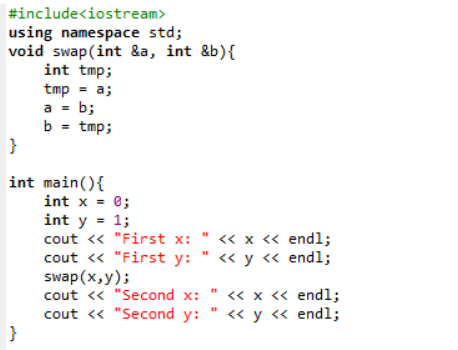 #include<iostream>
using namespace std;
void swap(int &a, int &b){
    int tmp;
    tmp = a;
    a = b;
    b = tmp;
}

int main(){
    int x = 0;
    int y = 1;
    cout << "First x: " << x << endl;
    cout << "First y: " << y << endl;
    swap(x,y);
    cout << "Second x: " << x << endl;
    cout << "Second y: " << y << endl;
}